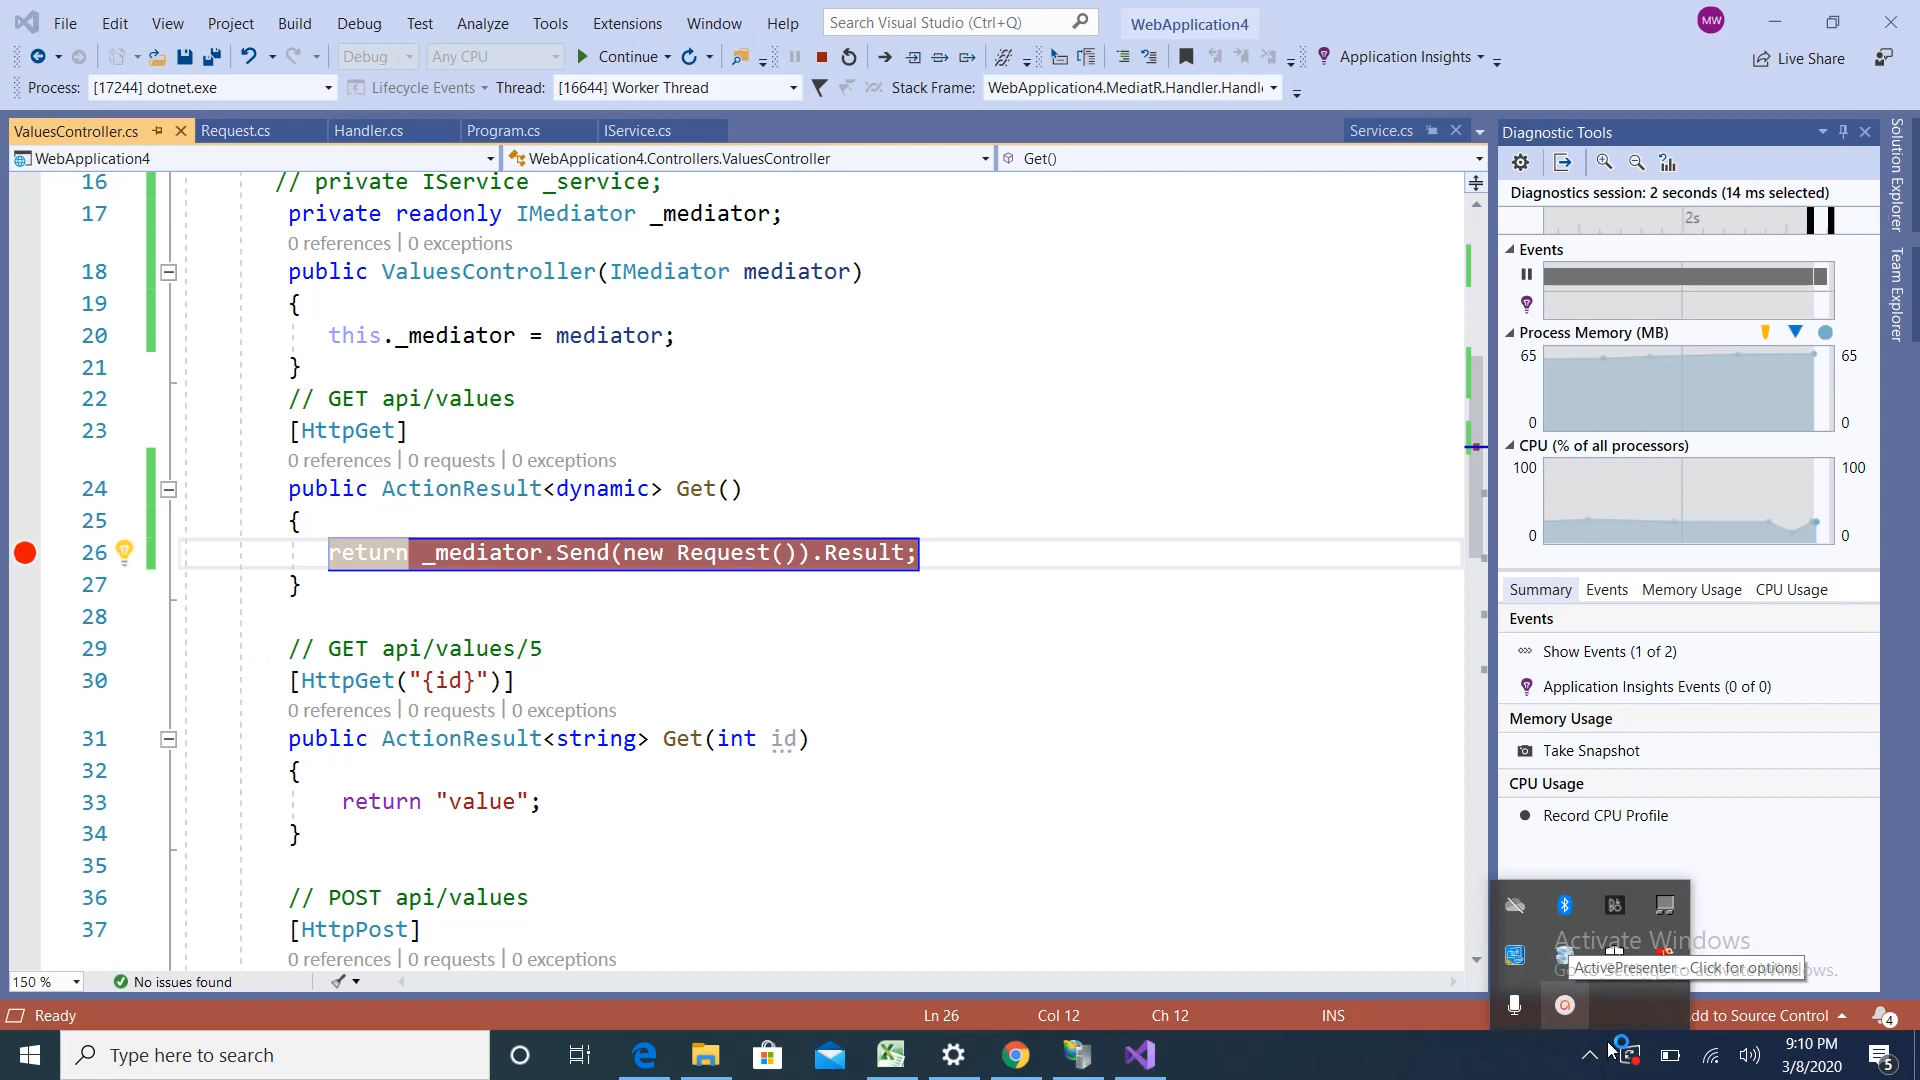 File Edit View Project Build Debug Test Analyze Tools Extensions Window Help Search Visual Studio (Ctrl+Q) WebApplication4 MW
Debug Any CPU Continue Application Insights Live Share
Process: [17244] dotnet.exe Lifecycle Events Thread: [16644] Worker Thread Stack Frame: WebApplication4.MediatR.Handler.Handl
ValuesController.cs Request.cs Handler.cs Program.cs IService.cs Service.cs
WebApplication4 WebApplication4.Controllers.ValuesController Get()
16 // private IService _service;
17 private readonly IMediator _mediator;
0 references | 0 exceptions
18 public ValuesController(IMediator mediator)
19 {
20 this._mediator = mediator;
21 }
22 // GET api/values
23 [HttpGet]
0 references | 0 requests | 0 exceptions
24 public ActionResult<dynamic> Get()
25 {
26 return _mediator.Send(new Request()).Result;
27 }
28
29 // GET api/values/5
30 [HttpGet("{id}")]
0 references | 0 requests | 0 exceptions
31 public ActionResult<string> Get(int id)
32 {
33 return "value";
34 }
35
36 // POST api/values
37 [HttpPost]
0 references | 0 requests | 0 exceptions
150 % No issues found
Diagnostic Tools
Diagnostics session: 2 seconds (14 ms selected)
2s
Events
Process Memory (MB)
65 65
0 0
CPU (% of all processors)
100 100
0 0
Summary Events Memory Usage CPU Usage
Events
Show Events (1 of 2)
Application Insights Events (0 of 0)
Memory Usage
Take Snapshot
CPU Usage
Record CPU Profile
Solution Explorer
Team Explorer
Activate Windows
Go to Settings to activate Windows.
ActivePresenter - Click for options
Ready Ln 26 Col 12 Ch 12 INS dd to Source Control 4
Type here to search
9:10 PM
3/8/2020
5